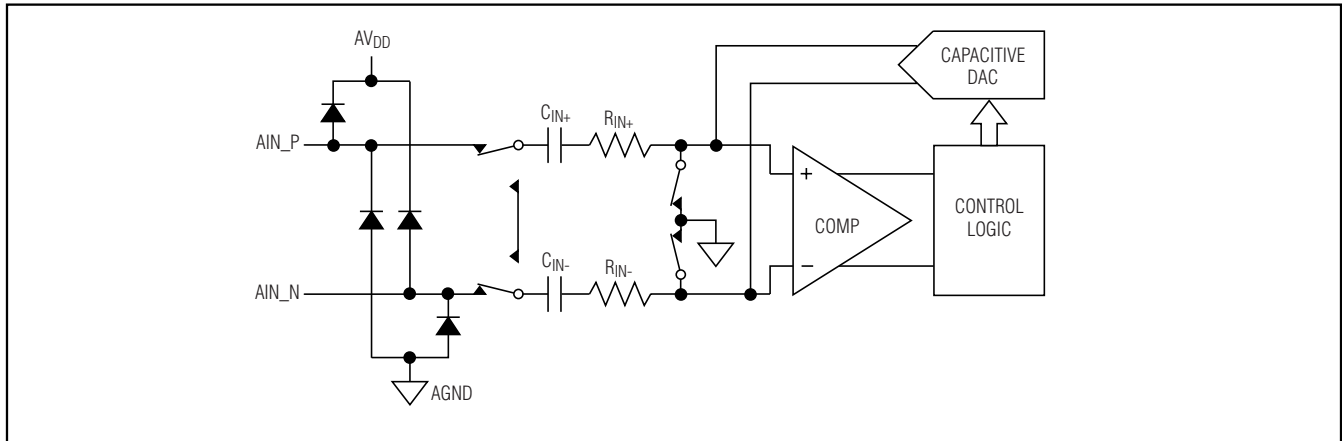 AVDD
CAPACITIVE
DAC
CIN+
RIN+
AIN_P
+
COMP
CONTROL
LOGIC
CIN-
RIN-
−
AIN_N
AGND